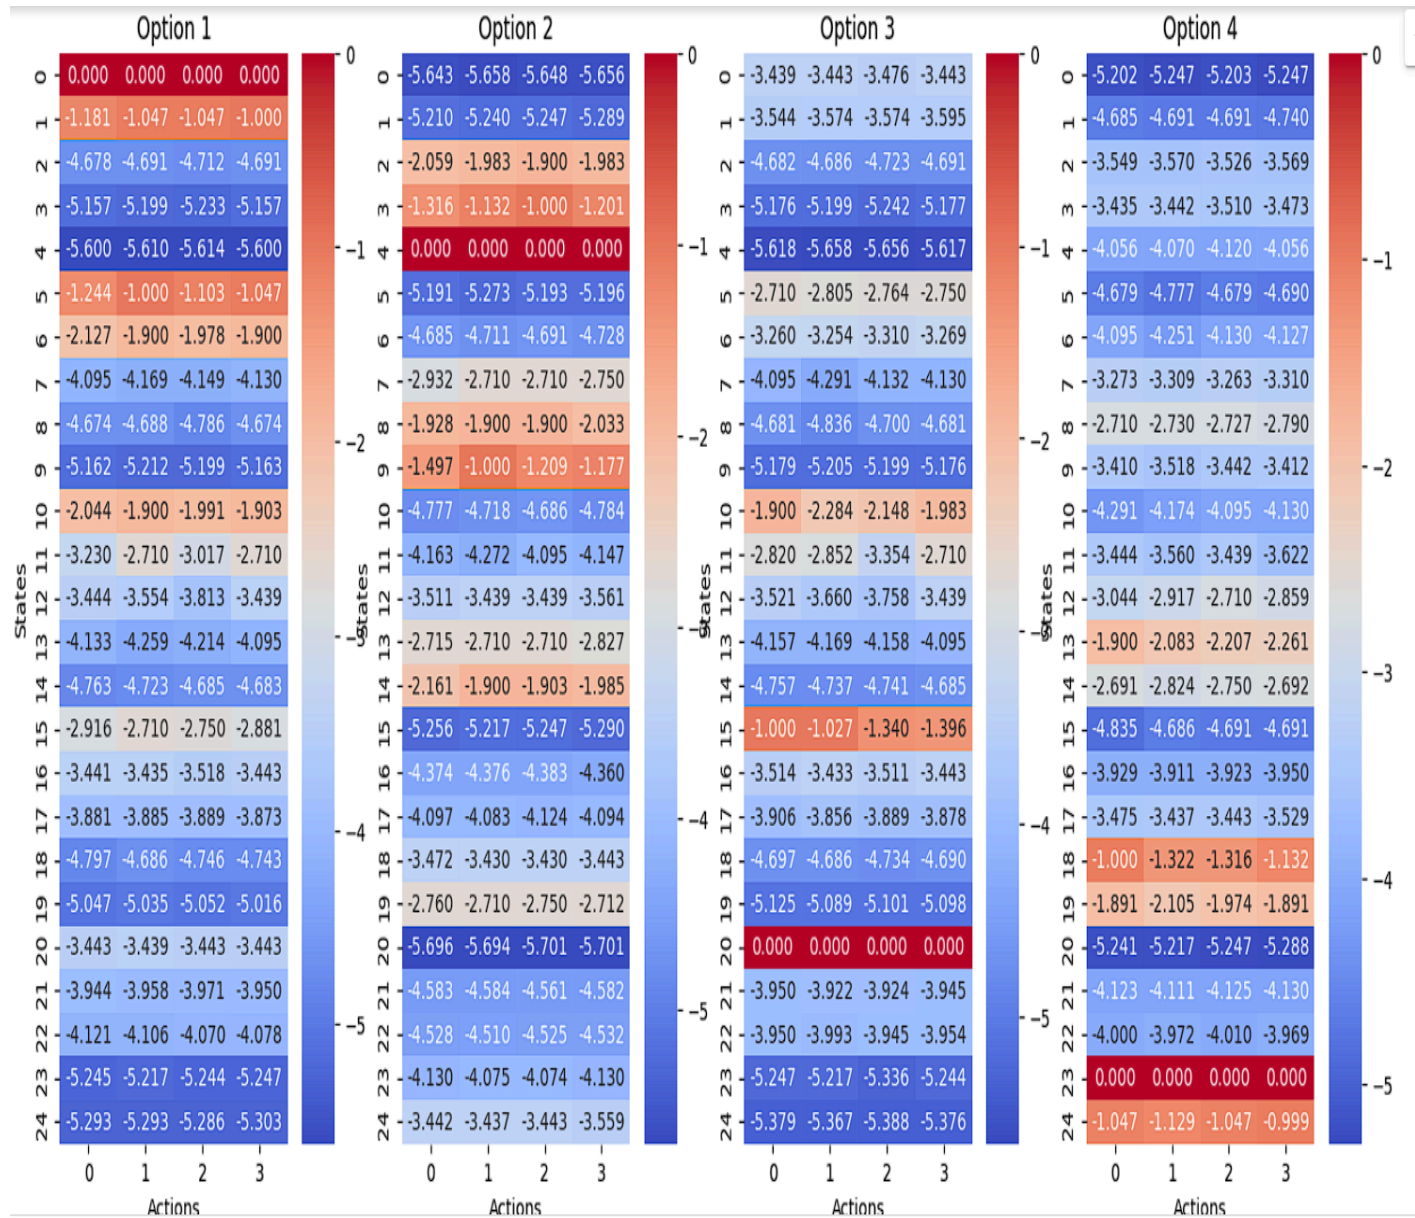 Option 1 Option 2 Option 3 Option 4
0 0.000 0.000 0.000 0.000 0 0 -5.643 -5.658 -5.648 -5.656 0 0 -3.439 -3.443 -3.476 -3.443 0 0 -5.202 -5.247 -5.203 -5.247 0
1 -1.181 -1.047 -1.047 -1.000 1 -5.210 -5.240 -5.247 -5.289 1 -3.544 -3.574 -3.574 -3.595 1 -4.685 -4.691 -4.691 -4.740
2 -4.678 -4.691 -4.712 -4.691 2 -2.059 -1.983 -1.900 -1.983 2 -4.682 -4.686 -4.723 -4.691 2 -3.549 -3.570 -3.526 -3.569
3 -5.157 -5.199 -5.233 -5.157 3 -1.316 -1.132 -1.000 -1.201 3 -5.176 -5.199 -5.242 -5.177 3 -3.435 -3.442 -3.510 -3.473
4 -5.600 -5.610 -5.614 -5.600 -1 4 0.000 0.000 0.000 0.000 -1 4 -5.618 -5.658 -5.656 -5.617 -1 4 -4.056 -4.070 -4.120 -4.056 -1
5 -1.244 -1.000 -1.103 -1.047 5 -5.191 -5.273 -5.193 -5.196 5 -2.710 -2.805 -2.764 -2.750 5 -4.679 -4.777 -4.679 -4.690
6 -2.127 -1.900 -1.978 -1.900 6 -4.685 -4.711 -4.691 -4.728 6 -3.260 -3.254 -3.310 -3.269 6 -4.095 -4.251 -4.130 -4.127
7 -4.095 -4.169 -4.149 -4.130 7 -2.932 -2.710 -2.710 -2.750 7 -4.095 -4.291 -4.132 -4.130 7 -3.273 -3.309 -3.263 -3.310
8 -4.674 -4.688 -4.786 -4.674 -2 8 -1.928 -1.900 -1.900 -2.033 -2 8 -4.681 -4.836 -4.700 -4.681 -2 8 -2.710 -2.730 -2.727 -2.790
9 -5.162 -5.212 -5.199 -5.163 9 -1.497 -1.000 -1.209 -1.177 9 -5.179 -5.205 -5.199 -5.176 9 -3.410 -3.518 -3.442 -3.412 -2
10 -2.044 -1.900 -1.991 -1.903 10 -4.777 -4.718 -4.686 -4.784 10 -1.900 -2.284 -2.148 -1.983 10 -4.291 -4.174 -4.095 -4.130
11 -3.230 -2.710 -3.017 -2.710 11 -4.163 -4.272 -4.095 -4.147 11 -2.820 -2.852 -3.354 -2.710 11 -3.444 -3.560 -3.439 -3.622
States States States States
12 -3.444 -3.554 -3.813 -3.439 12 -3.511 -3.439 -3.439 -3.561 12 -3.521 -3.660 -3.758 -3.439 12 -3.044 -2.917 -2.710 -2.859
13 -4.133 -4.259 -4.214 -4.095 -3 13 -2.715 -2.710 -2.710 -2.827 -3 13 -4.157 -4.169 -4.158 -4.095 -3 13 -1.900 -2.083 -2.207 -2.261
14 -4.763 -4.723 -4.685 -4.683 14 -2.161 -1.900 -1.903 -1.985 14 -4.757 -4.737 -4.741 -4.685 14 -2.691 -2.824 -2.750 -2.692 -3
15 -2.916 -2.710 -2.750 -2.881 15 -5.256 -5.217 -5.247 -5.290 15 -1.000 -1.027 -1.340 -1.396 15 -4.835 -4.686 -4.691 -4.691
16 -3.441 -3.435 -3.518 -3.443 16 -4.374 -4.376 -4.383 -4.360 16 -3.514 -3.433 -3.511 -3.443 16 -3.929 -3.911 -3.923 -3.950
17 -3.881 -3.885 -3.889 -3.873 -4 17 -4.097 -4.083 -4.124 -4.094 -4 17 -3.906 -3.856 -3.889 -3.878 -4 17 -3.475 -3.437 -3.443 -3.529
18 -4.797 -4.686 -4.746 -4.743 18 -3.472 -3.430 -3.430 -3.443 18 -4.697 -4.686 -4.734 -4.690 18 -1.000 -1.322 -1.316 -1.132 -4
19 -5.047 -5.035 -5.052 -5.016 19 -2.760 -2.710 -2.750 -2.712 19 -5.125 -5.089 -5.101 -5.098 19 -1.891 -2.105 -1.974 -1.891
20 -3.443 -3.439 -3.443 -3.443 20 -5.696 -5.694 -5.701 -5.701 20 0.000 0.000 0.000 0.000 20 -5.241 -5.217 -5.247 -5.288
21 -3.944 -3.958 -3.971 -3.950 21 -4.583 -4.584 -4.561 -4.582 21 -3.950 -3.922 -3.924 -3.945 21 -4.123 -4.111 -4.125 -4.130
22 -4.121 -4.106 -4.070 -4.078 -5 22 -4.528 -4.510 -4.525 -4.532 -5 22 -3.950 -3.993 -3.945 -3.954 -5 22 -4.000 -3.972 -4.010 -3.969
23 -5.245 -5.217 -5.244 -5.247 23 -4.130 -4.075 -4.074 -4.130 23 -5.247 -5.217 -5.336 -5.244 23 0.000 0.000 0.000 0.000 -5
24 -5.293 -5.293 -5.286 -5.303 24 -3.442 -3.437 -3.443 -3.559 24 -5.379 -5.367 -5.388 -5.376 24 -1.047 -1.129 -1.047 -0.999
0 1 2 3 0 1 2 3 0 1 2 3 0 1 2 3
Actions Actions Actions Actions